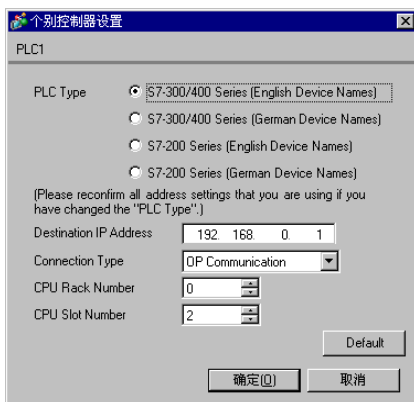 个别控制器设置
PLC1
PLC Type
S7-300/400 Series (English Device Names)
S7-300/400 Series (German Device Names)
S7-200 Series (English Device Names)
S7-200 Series (German Device Names)
(Please reconfirm all address settings that you are using if you
have changed the "PLC Type".)
Destination IP Address 192. 168. 0. 1
Connection Type OP Communication
CPU Rack Number 0
CPU Slot Number 2
Default
确定(O) 取消